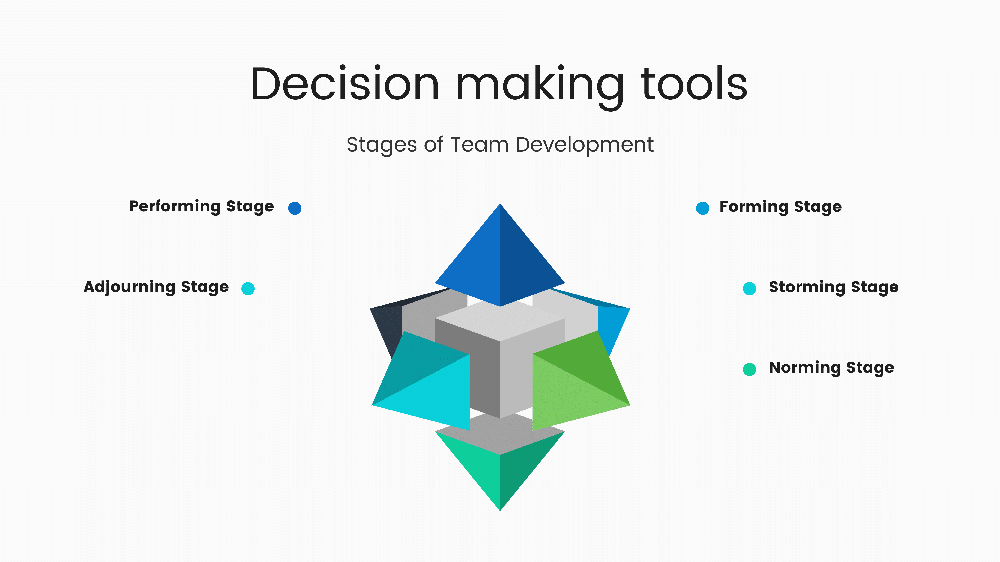 Decision making tools
Stages of Team Development
Performing Stage
Forming Stage
Adjourning Stage
Storming Stage
Norming Stage